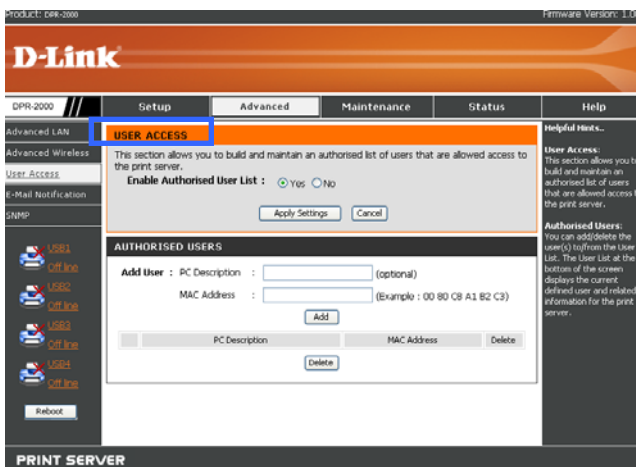 Product: DPR-2000 Firmware Version: 1.0
D-Link
DPR-2000 Setup Advanced Maintenance Status Help
Advanced LAN
Advanced Wireless
User Access
E-Mail Notification
SNMP
USB1
Off line
USB2
Off line
USB3
Off line
USB4
Off line
Reboot
USER ACCESS
This section allows you to build and maintain an authorised list of users that are allowed access to
the print server.
Enable Authorised User List : Yes No
Apply Settings Cancel
AUTHORISED USERS
Add User : PC Description : (optional)
MAC Address : (Example : 00 80 C8 A1 B2 C3)
Add
PC Description MAC Address Delete
Delete
Helpful Hints..
User Access:
This section allows you to
build and maintain an
authorised list of users
that are allowed access
the print server.
Authorised Users:
You can add/delete the
user(s) to/from the User
List. The User List at the
bottom of the screen
displays the current
defined user and related
information for the print
server.
PRINT SERVER